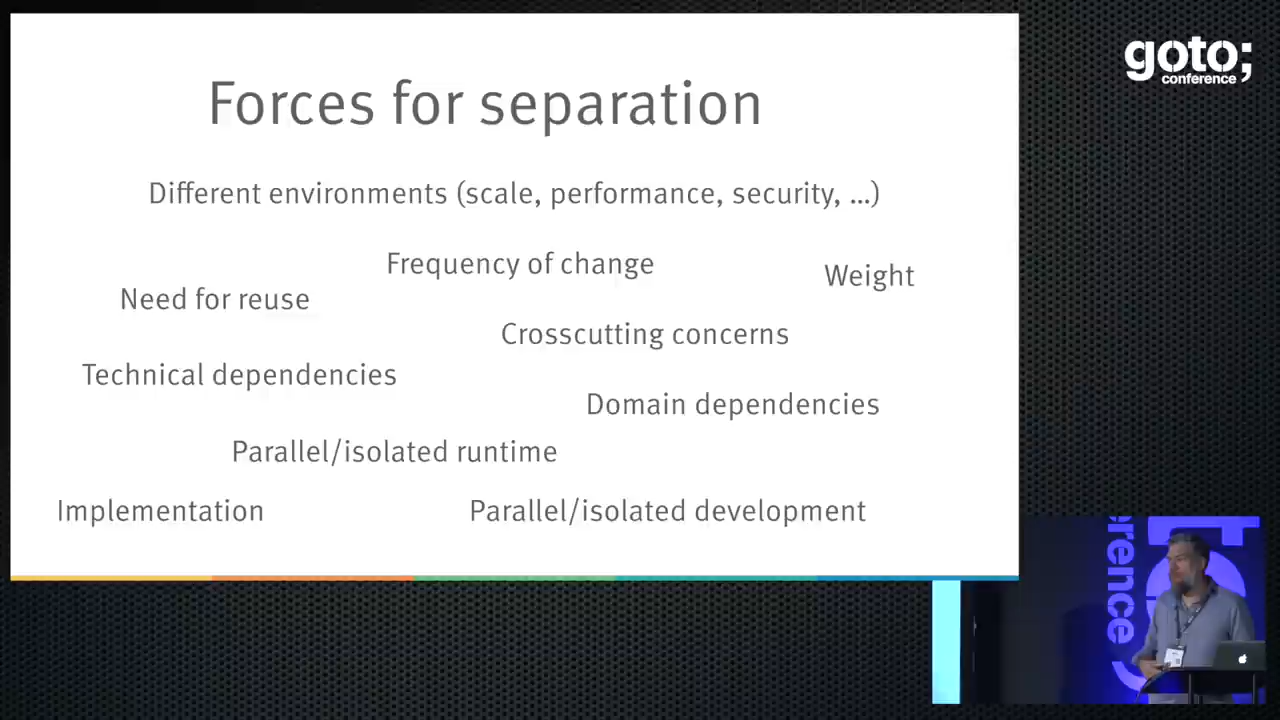 goto;
conference
Forces for separation
Different environments (scale, performance, security, ...)
Frequency of change
Weight
Need for reuse
Crosscutting concerns
Technical dependencies
Domain dependencies
Parallel/isolated runtime
Implementation
Parallel/isolated development